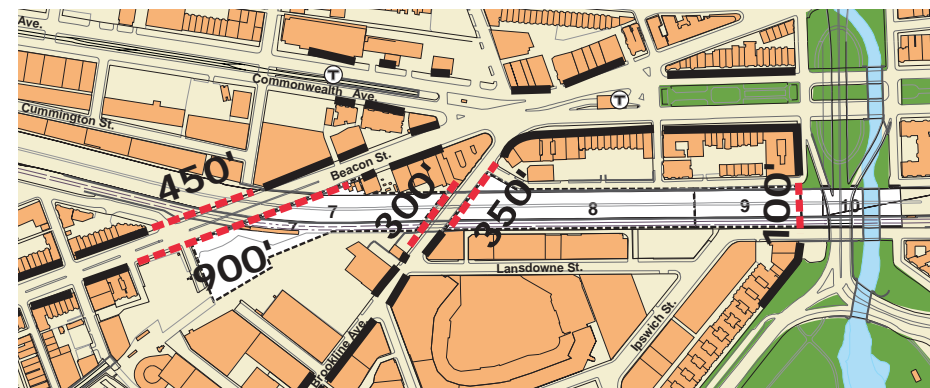 Ave.
T
Commonwealth Ave.
T
Cummington St.
Beacon St.
450'
300'
350'
7
8
9
10
900'
Lansdowne St.
Ipswich St.
Brookline Ave.